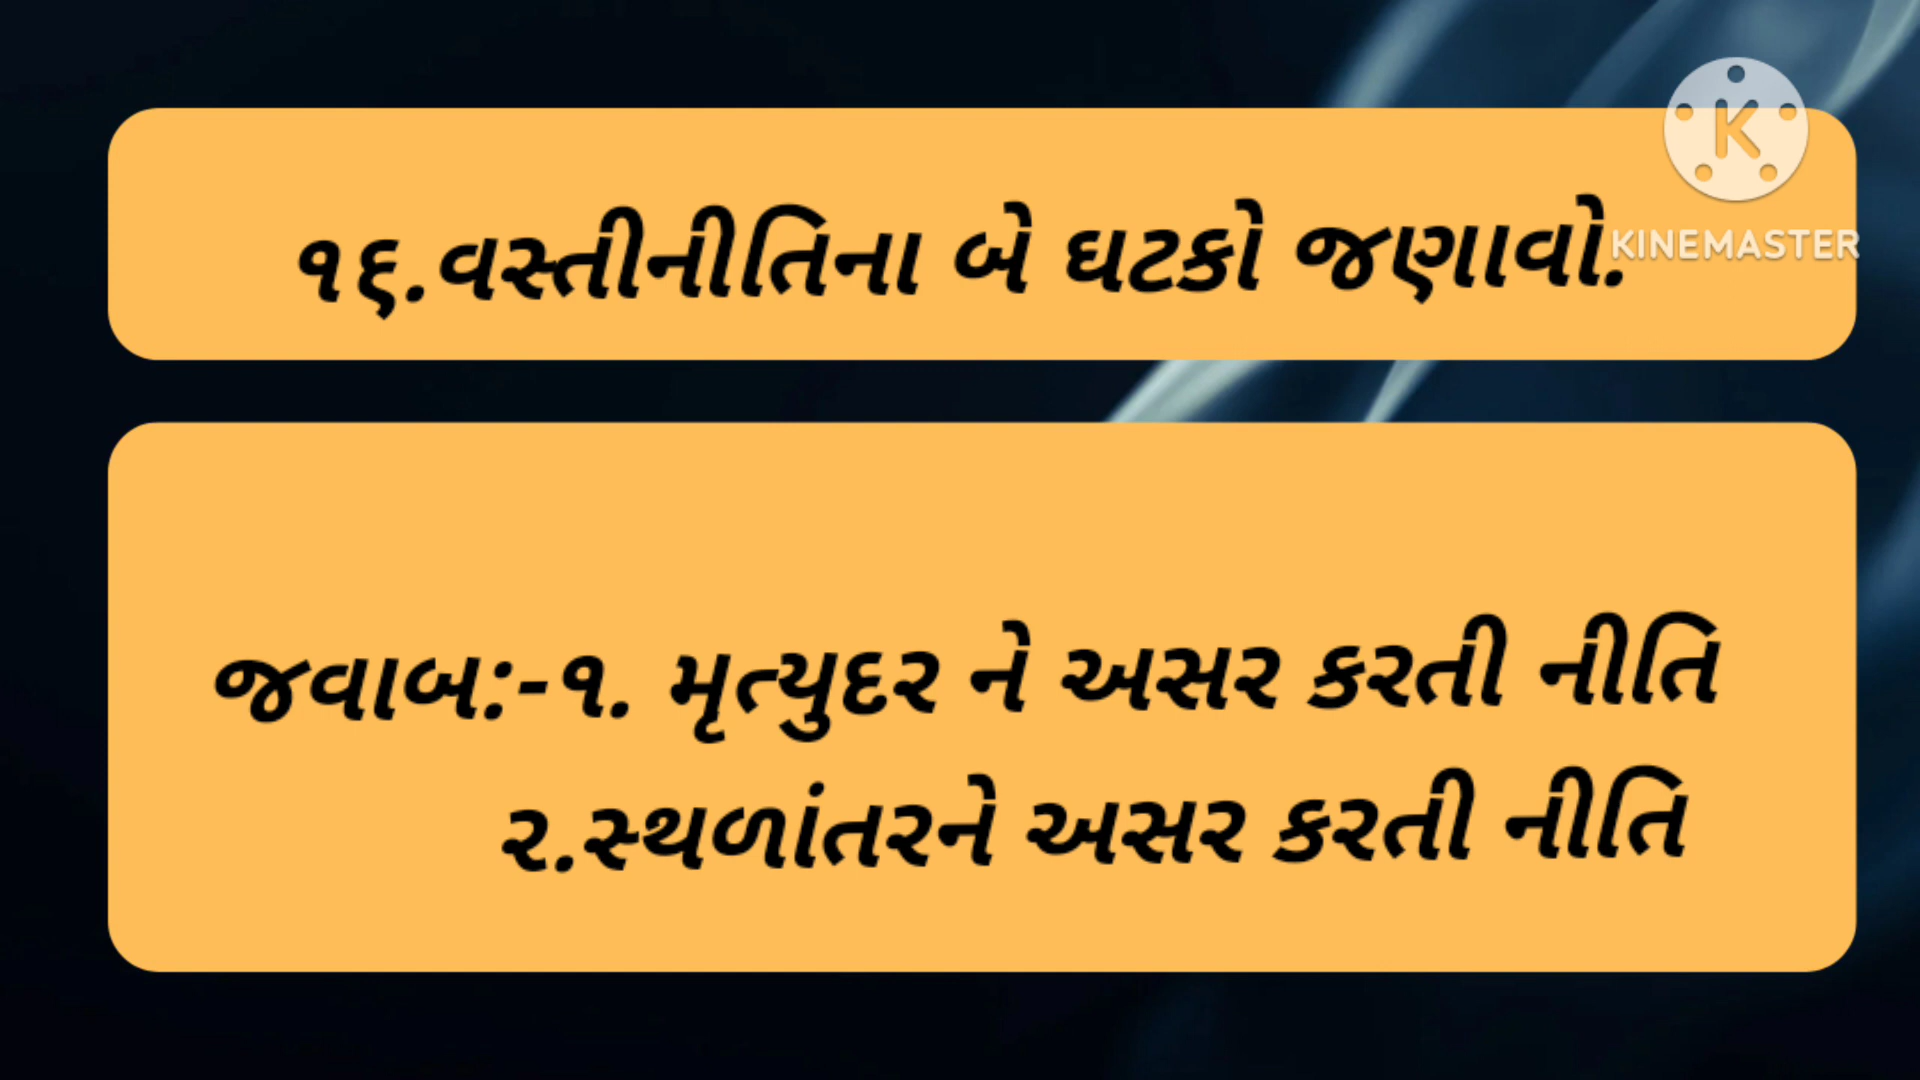 ૧૬.વસ્તીનીતિના બે ઘટકો જણાવો.
KINEMASTER
જવાબ:-૧. મૃત્યુદર ને અસર કરતી નીતિ
૨.સ્થળાંતરને અસર કરતી નીતિ